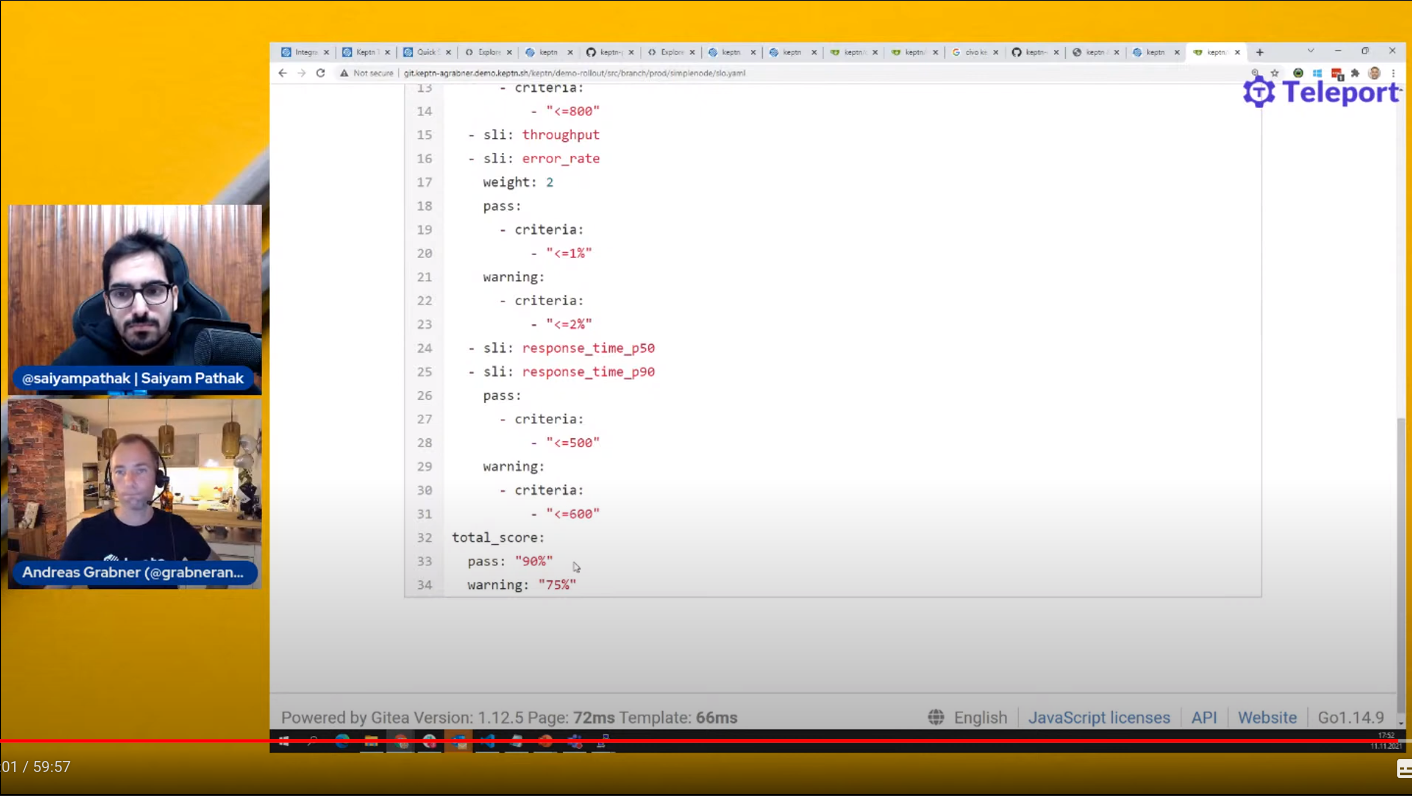 Integra
Keptn
Quick
Explore
keptn
keptn-
Explore
keptn
keptn
keptn/
keptn/
civo k
keptn-
keptn
keptn
keptn
Not secure | git.keptn-agrabner.demo.keptn.sh/keptn/demo-rollout/src/branch/prod/simplenode/slo.yaml
Teleport
13 - criteria:
14 - "<=800"
15 - sli: throughput
16 - sli: error_rate
17 weight: 2
18 pass:
19 - criteria:
20 - "<=1%"
21 warning:
22 - criteria:
23 - "<=2%"
24 - sli: response_time_p50
25 - sli: response_time_p90
26 pass:
27 - criteria:
28 - "<=500"
29 warning:
30 - criteria:
31 - "<=600"
32 total_score:
33 pass: "90%"
34 warning: "75%"
@saiyampathak | Saiyam Pathak
Andreas Grabner (@grabneran...
Powered by Gitea Version: 1.12.5 Page: 72ms Template: 66ms
English
JavaScript licenses
API
Website
Go1.14.9
17:52
11.11.2021
:01 / 59:57